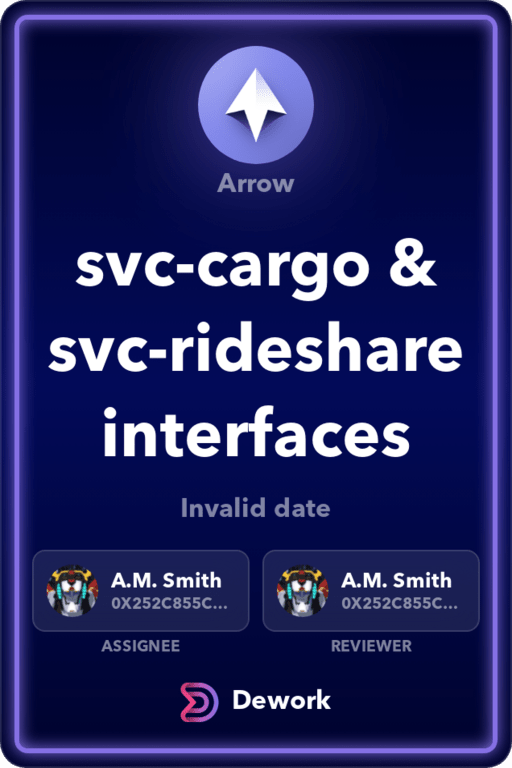 Arrow
svc-cargo &
svc-rideshare
interfaces
Invalid date
A.M. Smith
0X252C855C...
ASSIGNEE
A.M. Smith
0X252C855C...
REVIEWER
Dework